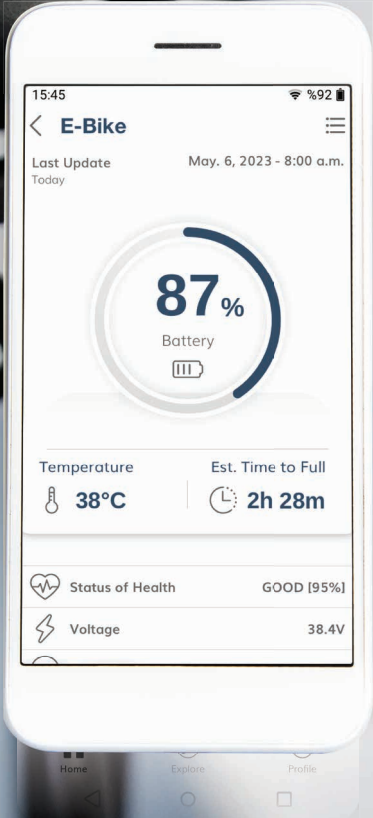 15:45 %92
E-Bike
Last Update May. 6, 2023 - 8:00 a.m.
Today
87%
Battery
Temperature Est. Time to Full
38°C 2h 28m
Status of Health GOOD [95%]
Voltage 38.4V
Home Explore Profile